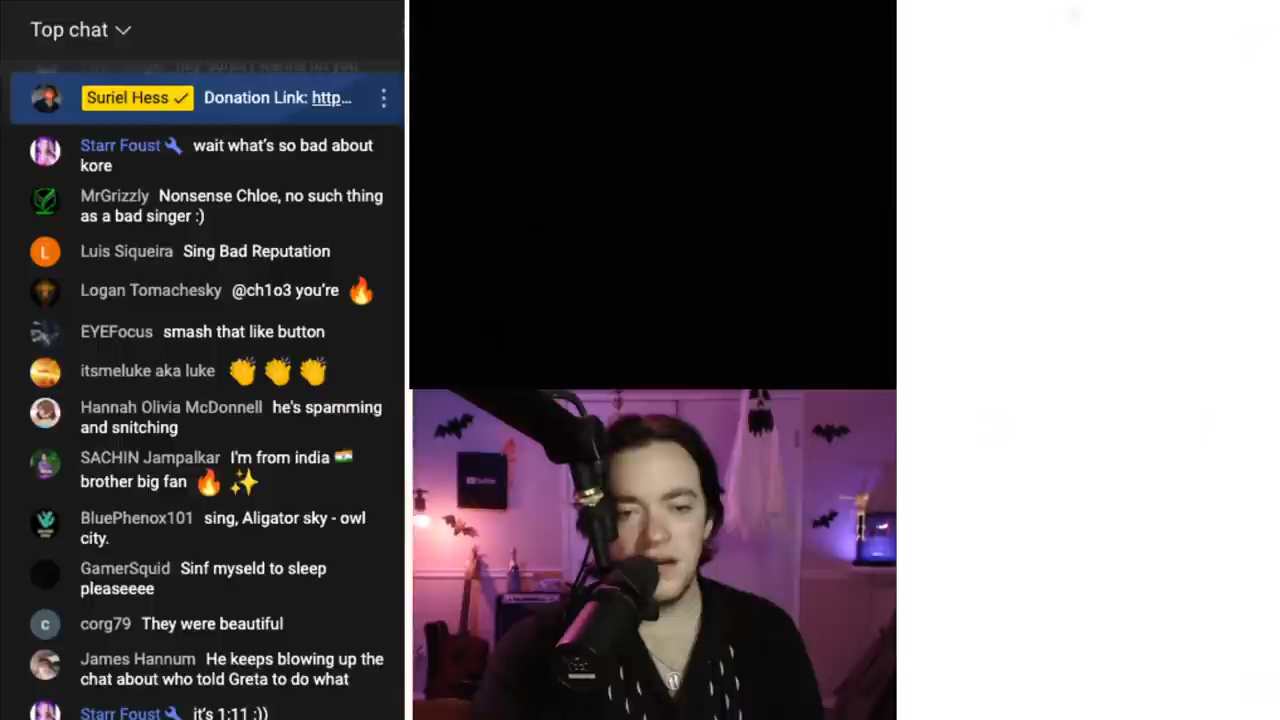 Top chat
Suriel Hess Donation Link: http...
Starr Foust wait what's so bad about
kore
MrGrizzly Nonsense Chloe, no such thing
as a bad singer :)
L Luis Siqueira Sing Bad Reputation
Logan Tomachesky @ch1o3 you're 🔥
EYEFocus smash that like button
itsmeluke aka luke 👏 👏 👏
Hannah Olivia McDonnell he's spamming
and snitching
SACHIN Jampalkar I'm from india 🇮🇳
brother big fan 🔥 ✨
BluePhenox101 sing, Aligator sky - owl
city.
GamerSquid Sinf myseld to sleep
pleaseeee
c corg79 They were beautiful
James Hannum He keeps blowing up the
chat about who told Greta to do what
Starr Foust it's 1:11 :))